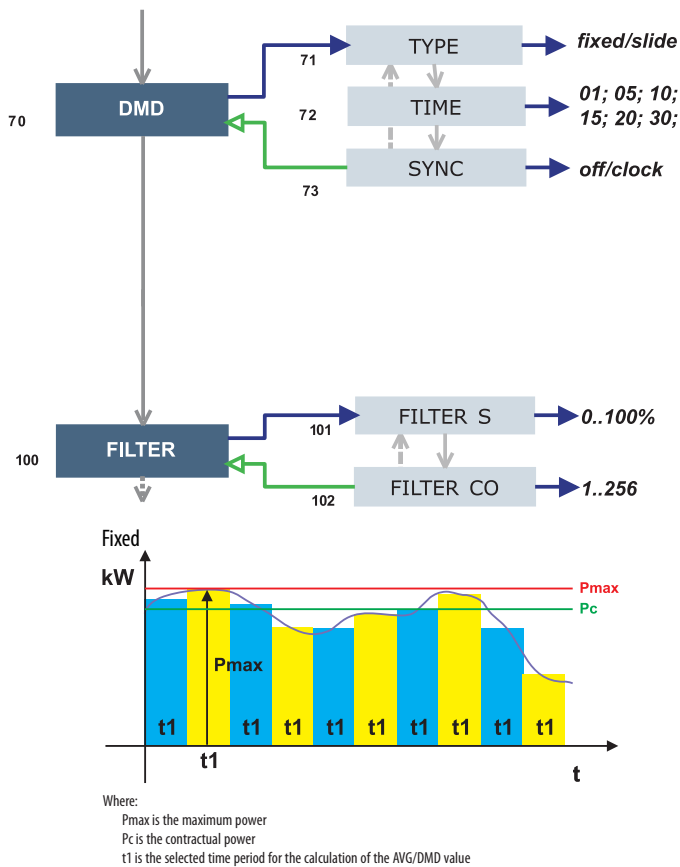 71
TYPE
fixed/slide
70
DMD
72
TIME
01; 05; 10;
15; 20; 30;
73
SYNC
off/clock
101
FILTER S
0..100%
100
FILTER
102
FILTER CO
1..256
Fixed
kW
Pmax
Pc
Pmax
t1
t1
t1
t1
t1
t1
t1
t1
t1
t1
t
Where:
Pmax is the maximum power
Pc is the contractual power
t1 is the selected time period for the calculation of the AVG/DMD value